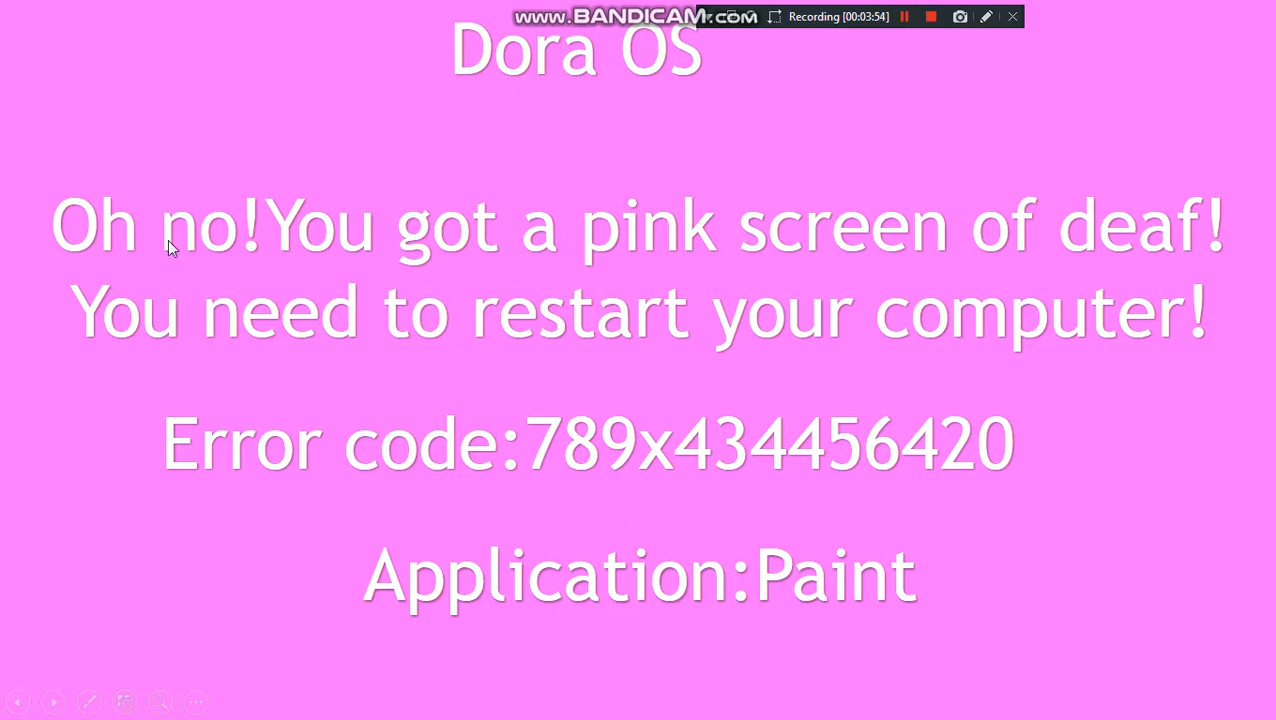 www.BANDICAM.com
Recording [00:03:54]
Dora OS
Oh no!You got a pink screen of deaf!
You need to restart your computer!
Error code:789x434456420
Application:Paint